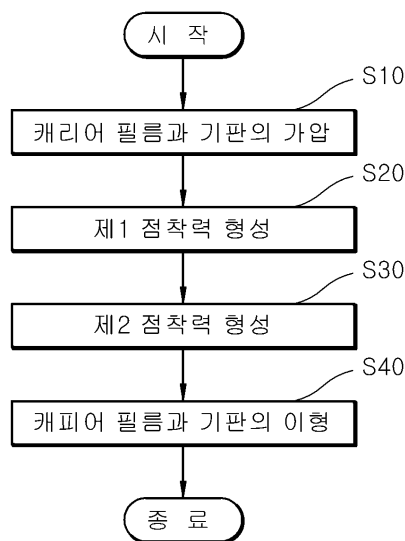 시 작
S10
캐리어 필름과 기판의 가압
S20
제1 점착력 형성
S30
제2 점착력 형성
S40
캐피어 필름과 기판의 이형
종 료